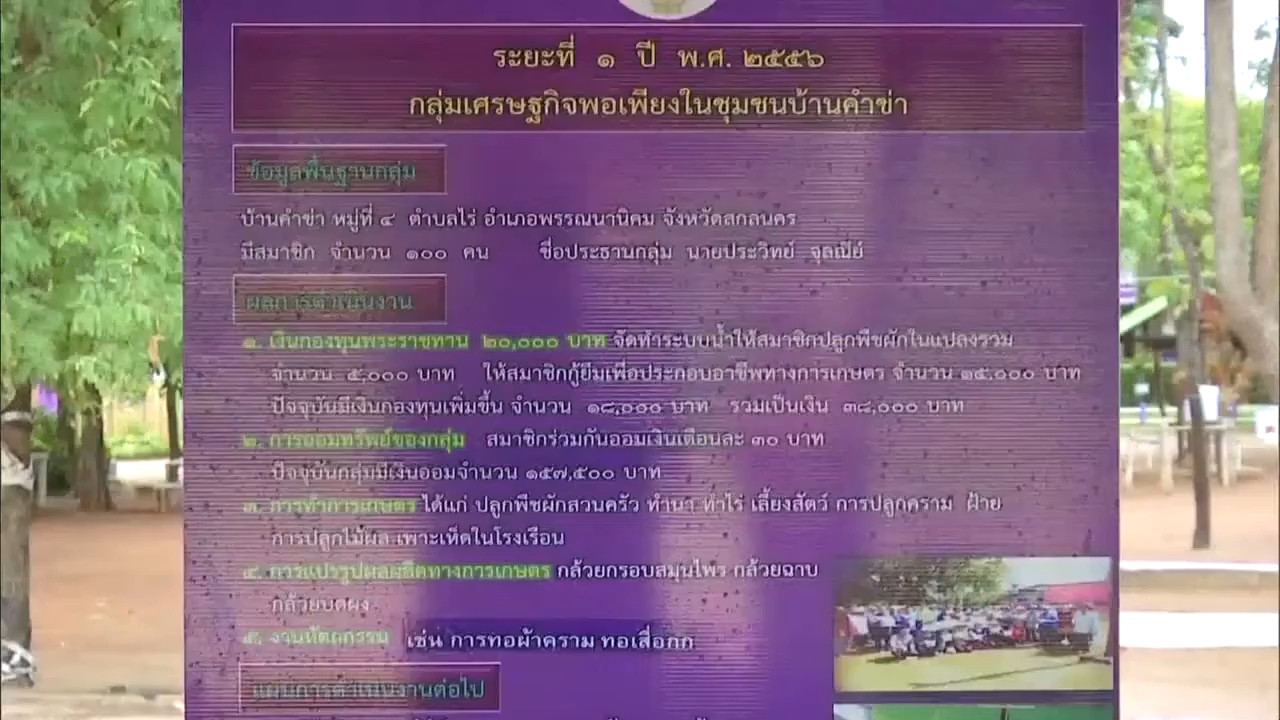 ระยะที่ ๑ ปี พ.ศ. ๒๕๕๖
กลุ่มเศรษฐกิจพอเพียงในชุมชนบ้านคำข่า
ข้อมูลพื้นฐานกลุ่ม
บ้านคำข่า หมู่ที่ ๔ ตำบลไร่ อำเภอพรรณนานิคม จังหวัดสกลนคร
มีสมาชิก จำนวน ๑๐๐ คน ชื่อประธานกลุ่ม นายประวิทย์ จุลณีย์
ผลการดำเนินงาน
๑. เงินกองทุนพระราชทาน ๒๐,๐๐๐ บาท จัดทำระบบน้ำให้สมาชิกปลูกพืชผักในแปลงรวม
จำนวน ๕,๐๐๐ บาท ให้สมาชิกกู้ยืมเพื่อประกอบอาชีพทางการเกษตร จำนวน ๑๕.๐๐๐ บาท
ปัจจุบันมีเงินกองทุนเพิ่มขึ้น จำนวน ๑๘,๐๐๐ บาท รวมเป็นเงิน ๓๘,๐๐๐ บาท
๒. การออมทรัพย์ของกลุ่ม สมาชิกร่วมกันออมเงินเดือนละ ๓๐ บาท
ปัจจุบันกลุ่มมีเงินออมจำนวน ๑๕๗,๕๐๐ บาท
๓. การทำการเกษตร ได้แก่ ปลูกพืชผักสวนครัว ทำนา ทำไร่ เลี้ยงสัตว์ การปลูกคราม ฝ้าย
การปลูกไม้ผล เพาะเห็ดในโรงเรือน
๔. การแปรรูปผลผลิตทางการเกษตร กล้วยกรอบสมุนไพร กล้วยฉาบ
กล้วยบดผง
๕. งานหัตถกรรม เช่น การทอผ้าคราม ทอเสื่อกก
แผนการดำเนินงานต่อไป